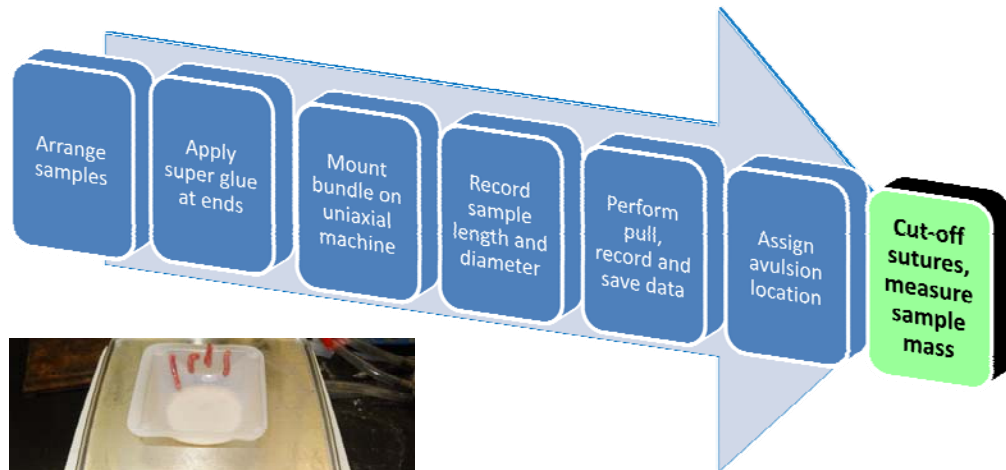 Arrange
samples
Apply
super glue
at ends
Mount
bundle on
uniaxial
machine
Record
sample
length and
diameter
Perform
pull,
record and
save data
Assign
avulsion
location
Cut-off
sutures,
measure
sample
mass